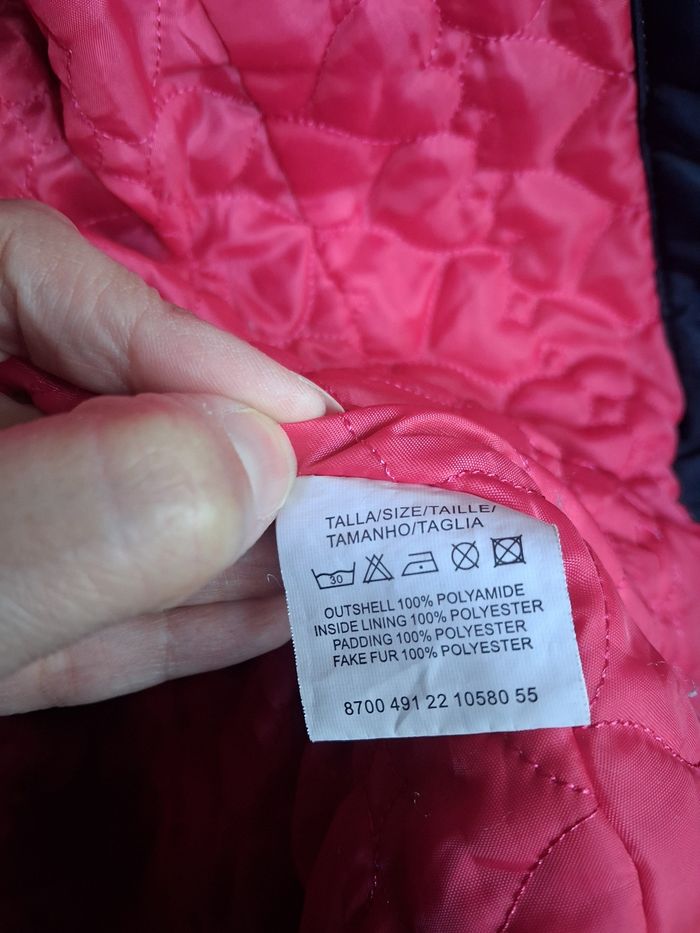 TALLA/SIZE/TAILLE/
TAMANHO/TAGLIA
30
OUTSHELL 100% POLYAMIDE
INSIDE LINING 100% POLYESTER
PADDING 100% POLYESTER
FAKE FUR 100% POLYESTER
8700 491 22 10580 55